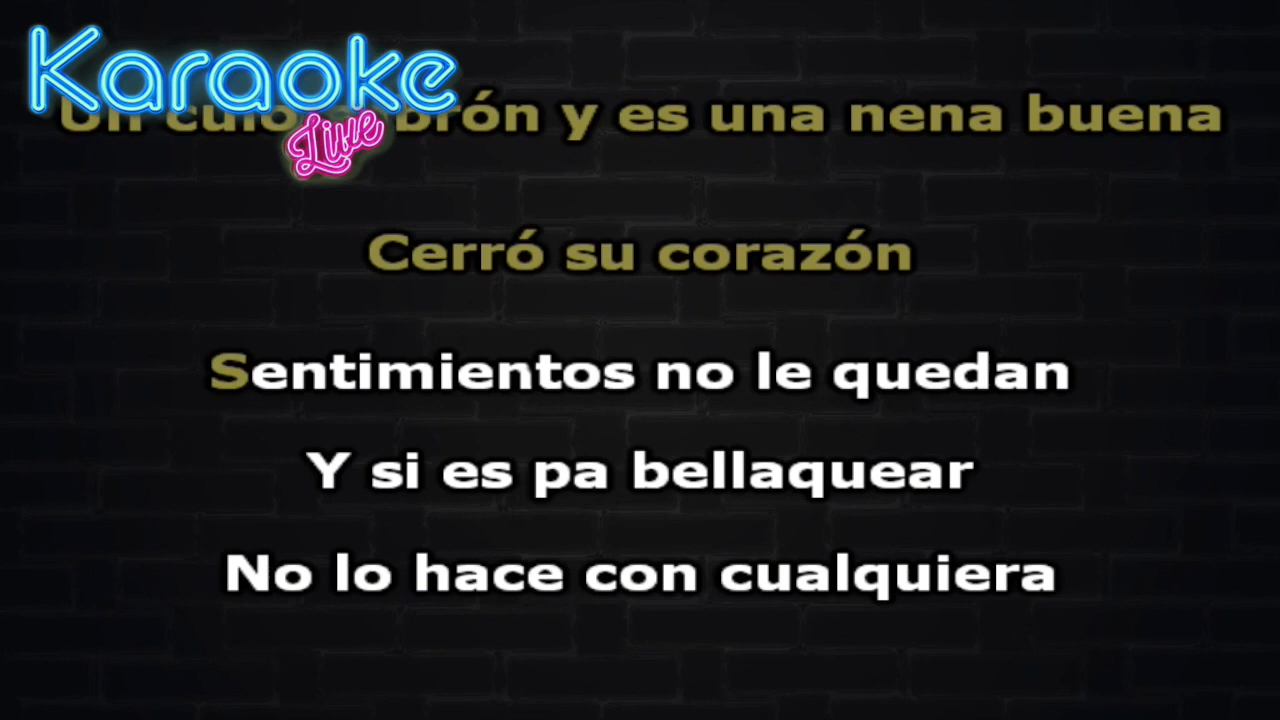 Karaoke
Live
y es una nena buena
Cerró su corazón
Sentimientos no le quedan
Y si es pa bellaquear
No lo hace con cualquiera